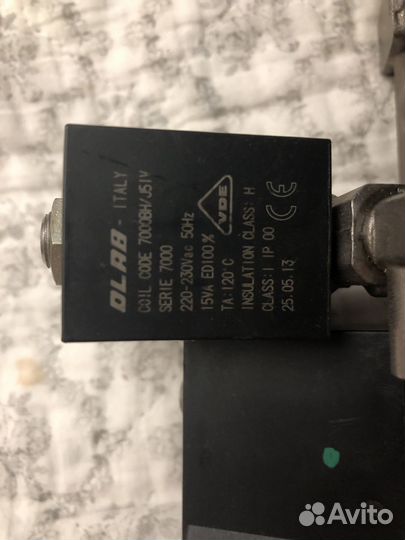 OLAB - ITALY
COIL CODE 7000BH/J51V
SERIE 7000
220-230Vac 50Hz
15VA ED100%
TA:120°C
INSULATION CLASS: H
CLASS: I IP 00
25.05.13
VDE
CE
Avito